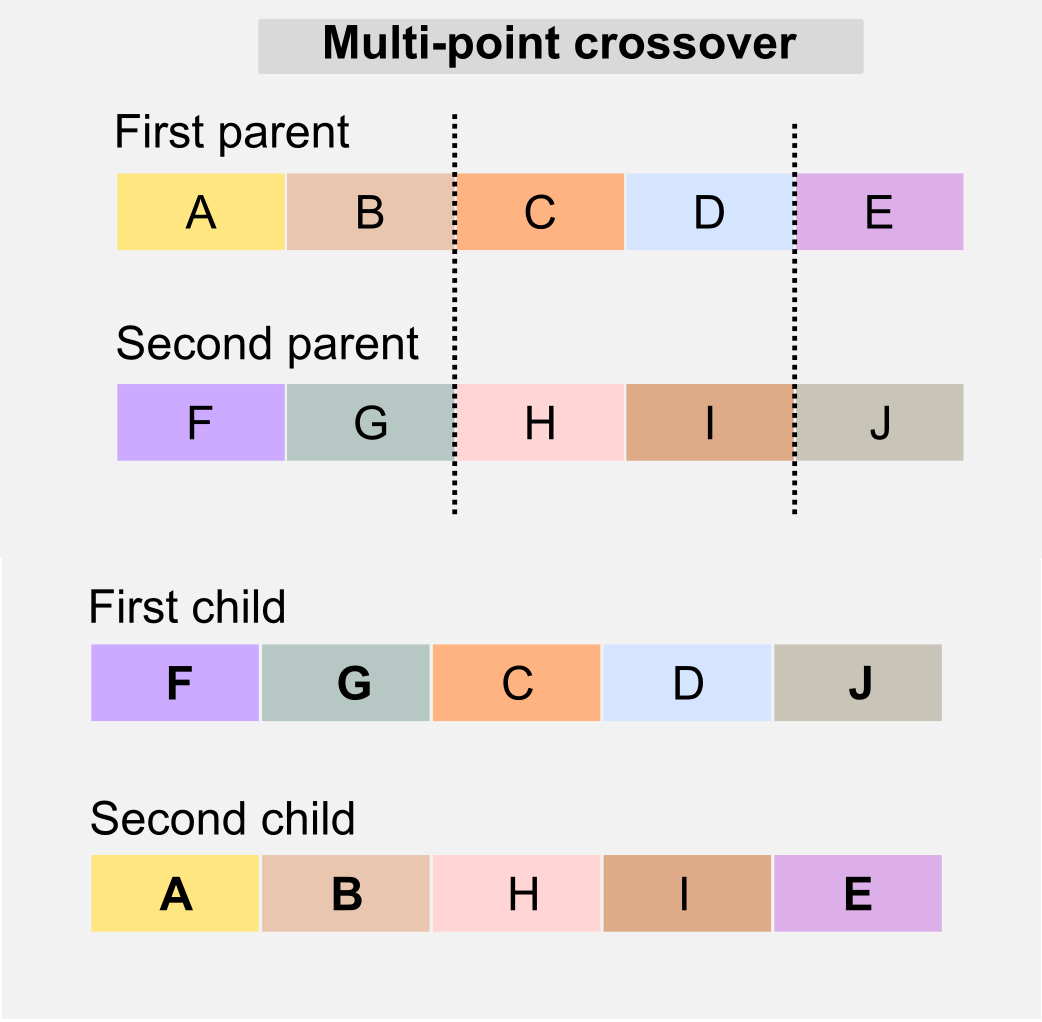 Multi-point crossover
First parent
A B C D E
Second parent
F G H I J
First child
F G C D J
Second child
A B H I E